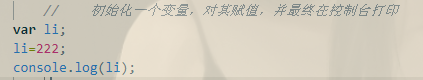 //    初始化一个变量，对其赋值，并最终在控制台打印
var li;
li=222;
console.log(li);